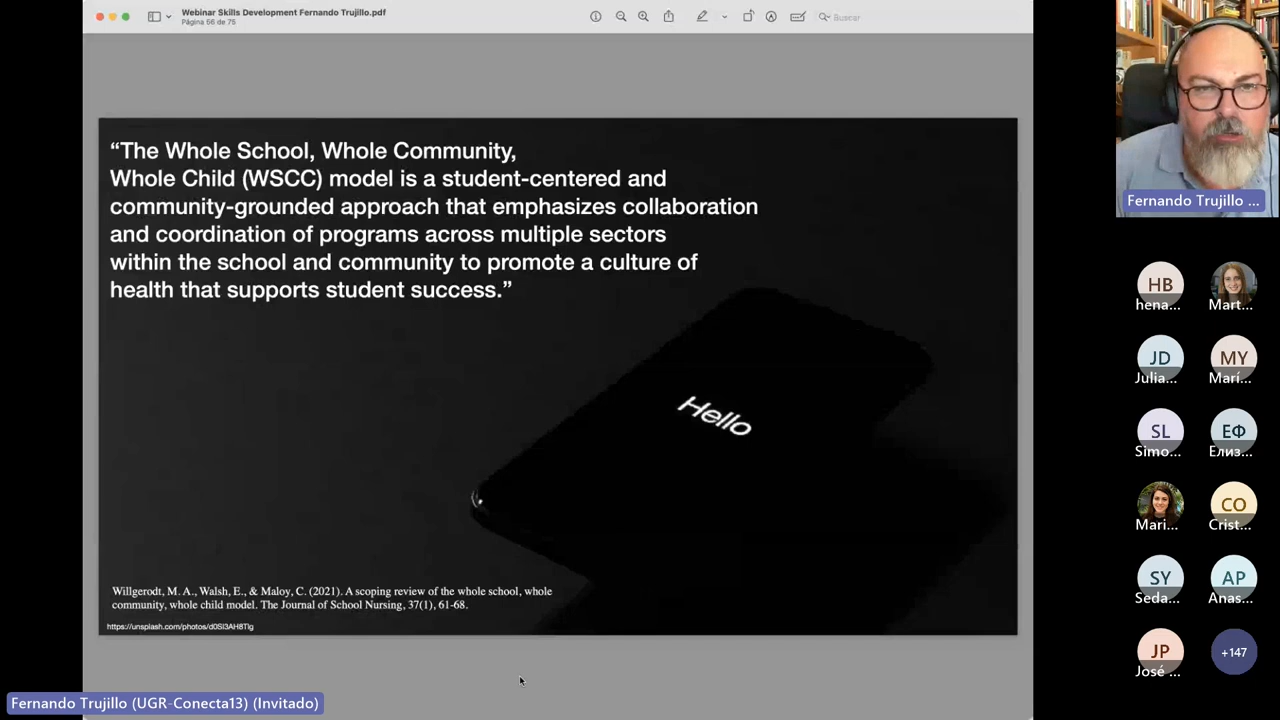 Webinar Skills Development Fernando Trujillo.pdf
Página 56 de 75
Buscar
“The Whole School, Whole Community,
Whole Child (WSCC) model is a student-centered and
community-grounded approach that emphasizes collaboration
and coordination of programs across multiple sectors
within the school and community to promote a culture of
health that supports student success.”
Hello
Willgerodt, M. A., Walsh, E., & Maloy, C. (2021). A scoping review of the whole school, whole
community, whole child model. The Journal of School Nursing, 37(1), 61-68.
Fernando Trujillo ...
HB
hena...
Mart...
JD
Julia...
MY
Marí...
SL
Simo...
ЕФ
Елиз...
Mari...
CO
Crist...
SY
Seda...
AP
Anas...
JP
José ...
+147
Fernando Trujillo (UGR-Conecta13) (Invitado)